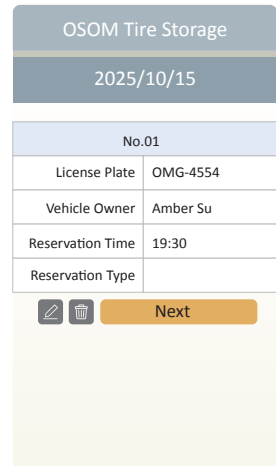 OSOM Tire Storage
2025/10/15
No.01
License Plate OMG-4554
Vehicle Owner Amber Su
Reservation Time 19:30
Reservation Type
Next